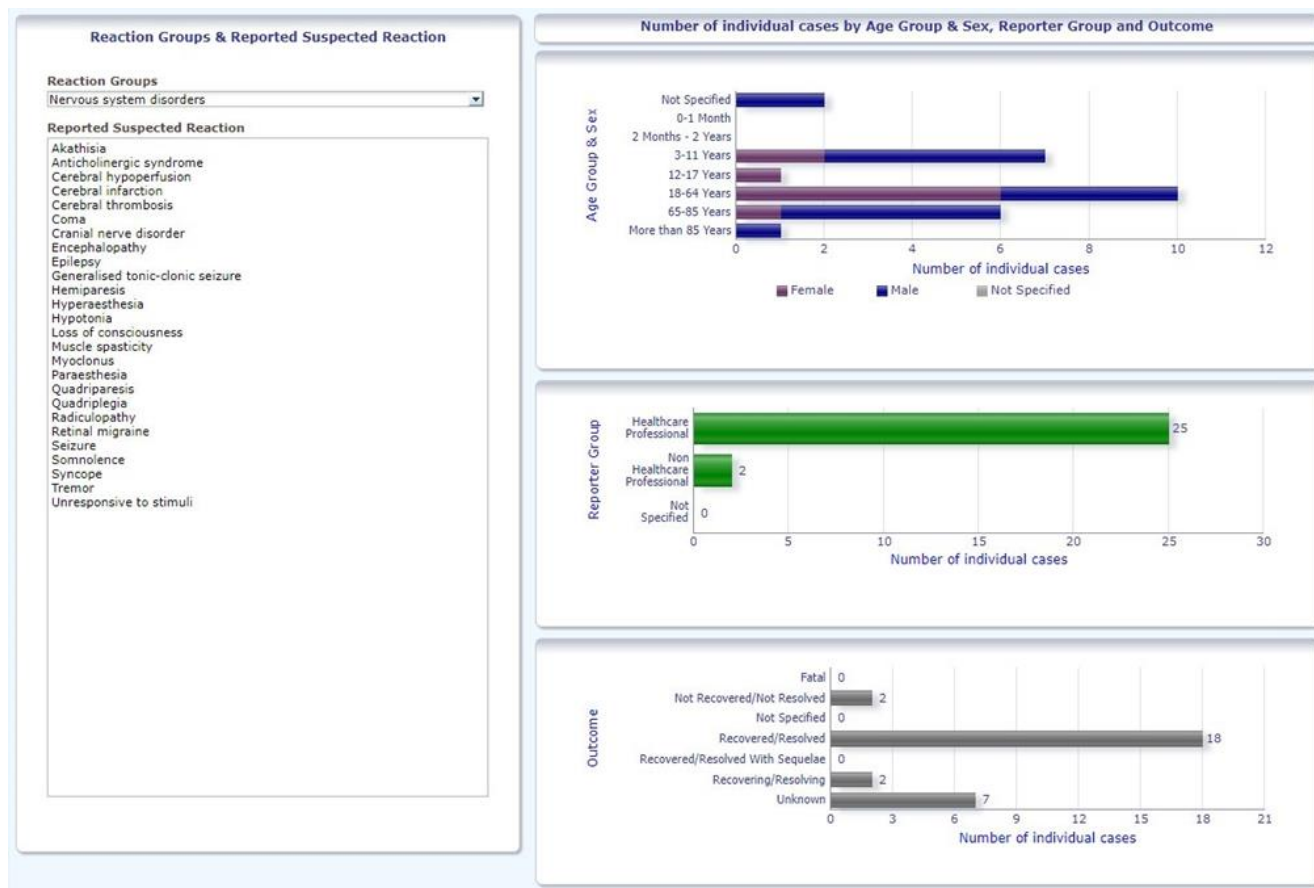 Reaction Groups & Reported Suspected Reaction
Reaction Groups
Nervous system disorders
Reported Suspected Reaction
Akathisia
Anticholinergic syndrome
Cerebral hypoperfusion
Cerebral infarction
Cerebral thrombosis
Coma
Cranial nerve disorder
Encephalopathy
Epilepsy
Generalised tonic-clonic seizure
Hemiparesis
Hyperaesthesia
Hypotonia
Loss of consciousness
Muscle spasticity
Myoclonus
Paraesthesia
Quadriparesis
Quadriplegia
Radiculopathy
Retinal migraine
Seizure
Somnolence
Syncope
Tremor
Unresponsive to stimuli
Number of individual cases by Age Group & Sex, Reporter Group and Outcome
Age Group & Sex
Not Specified
0-1 Month
2 Months - 2 Years
3-11 Years
12-17 Years
18-64 Years
65-85 Years
More than 85 Years
0 2 4 6 8 10 12
Number of individual cases
Female Male Not Specified
Reporter Group
Healthcare
Professional
25
Non
Healthcare
Professional
2
Not
Specified
0
0 5 10 15 20 25 30
Number of individual cases
Outcome
Fatal 0
Not Recovered/Not Resolved 2
Not Specified 0
Recovered/Resolved 18
Recovered/Resolved With Sequelae 0
Recovering/Resolving 2
Unknown 7
0 3 6 9 12 15 18 21
Number of individual cases